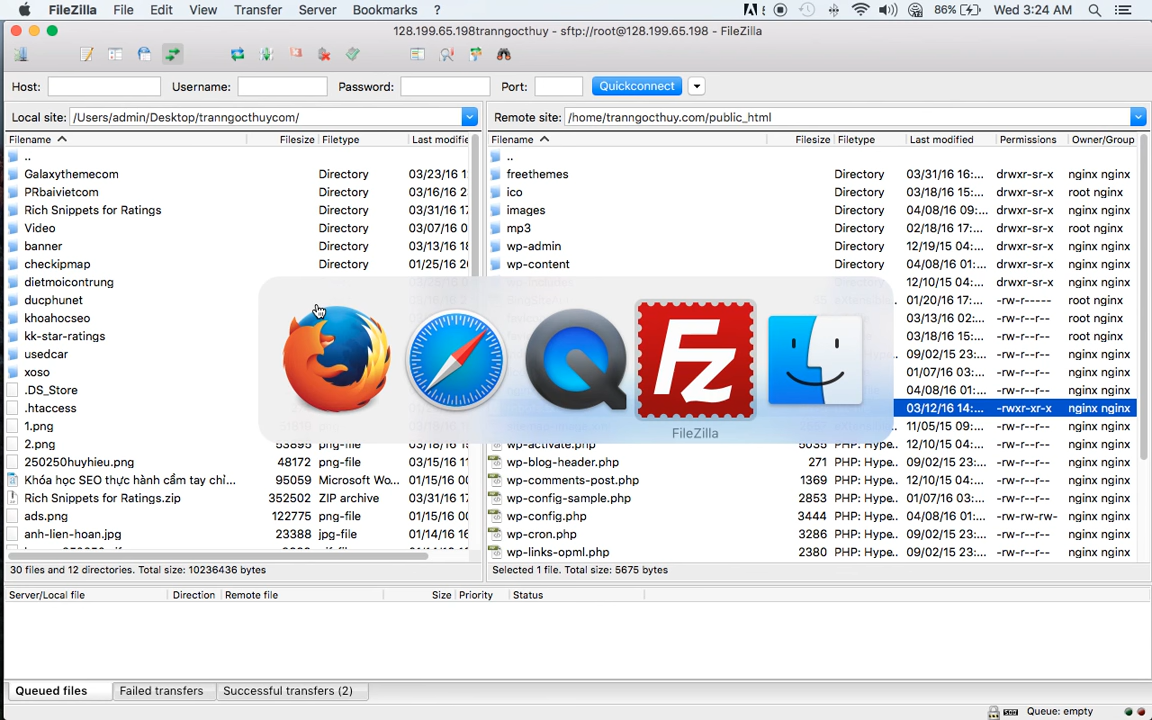 FileZilla File Edit View Transfer Server Bookmarks ? 86% Wed 3:24 AM
128.199.65.198tranngocthuy - sftp://root@128.199.65.198 - FileZilla
Host: Username: Password: Port: Quickconnect
Local site: /Users/admin/Desktop/tranngocthuycom/ Remote site: /home/tranngocthuy.com/public_html
Filename Filesize Filetype Last modifie Filename Filesize Filetype Last modified Permissions Owner/Group
.. ..
Galaxythemecom Directory 03/23/16 1 freethemes Directory 03/31/16 16:... drwxr-sr-x nginx nginx
PRbaivietcom Directory 03/16/16 2 ico Directory 03/18/16 15:... drwxr-sr-x root nginx
Rich Snippets for Ratings Directory 03/31/16 1 images Directory 04/08/16 09:... drwxr-sr-x nginx nginx
Video Directory 03/07/16 0 mp3 Directory 02/18/16 17:... drwxr-sr-x root nginx
banner Directory 03/13/16 18 wp-admin Directory 12/19/15 04:... drwxr-sr-x nginx nginx
checkipmap Directory 01/25/16 2 wp-content Directory 04/08/16 01:... drwxr-sr-x nginx nginx
dietmoicontrung 12/10/15 04:... drwxr-sr-x nginx nginx
ducphunet 01/20/16 17:... -rw-r----- root nginx
khoahocseo 03/13/16 02:... -rw-r--r-- root nginx
kk-star-ratings 03/18/16 15:... -rw-r--r-- root nginx
usedcar 09/02/15 23:... -rw-r--r-- nginx nginx
xoso 01/07/16 03:... -rw-r--r-- nginx nginx
.DS_Store 04/08/16 01:... -rw-r--r-- nginx nginx
.htaccess 03/12/16 14:... -rwxr-xr-x nginx nginx
1.png 11/05/15 09:... -rw-r--r-- nginx nginx
2.png 53895 png-file 03/18/16 15 wp-activate.php 5035 PHP: Hype.. 12/10/15 04:... -rw-r--r-- nginx nginx
FileZilla
250250huyhieu.png 48172 png-file 03/15/16 11 wp-blog-header.php 271 PHP: Hype.. 09/02/15 23:... -rw-r--r-- nginx nginx
Khóa học SEO thực hành cầm tay chỉ... 95059 Microsoft Wo... 01/15/16 00 wp-comments-post.php 1369 PHP: Hype.. 12/10/15 04:... -rw-r--r-- nginx nginx
Rich Snippets for Ratings.zip 352502 ZIP archive 03/31/16 17 wp-config-sample.php 2853 PHP: Hype.. 01/07/16 03:... -rw-r--r-- nginx nginx
ads.png 122775 png-file 01/15/16 00 wp-config.php 3444 PHP: Hype.. 04/08/16 01:... -rw-rw-rw- nginx nginx
anh-lien-hoan.jpg 23388 jpg-file 01/14/16 16 wp-cron.php 3286 PHP: Hype.. 09/02/15 23:... -rw-r--r-- nginx nginx
wp-links-opml.php 2380 PHP: Hype.. 09/02/15 23:... -rw-r--r-- nginx nginx
30 files and 12 directories. Total size: 10236436 bytes Selected 1 file. Total size: 5675 bytes
Server/Local file Direction Remote file Size Priority Status
Queued files Failed transfers Successful transfers (2)
Queue: empty